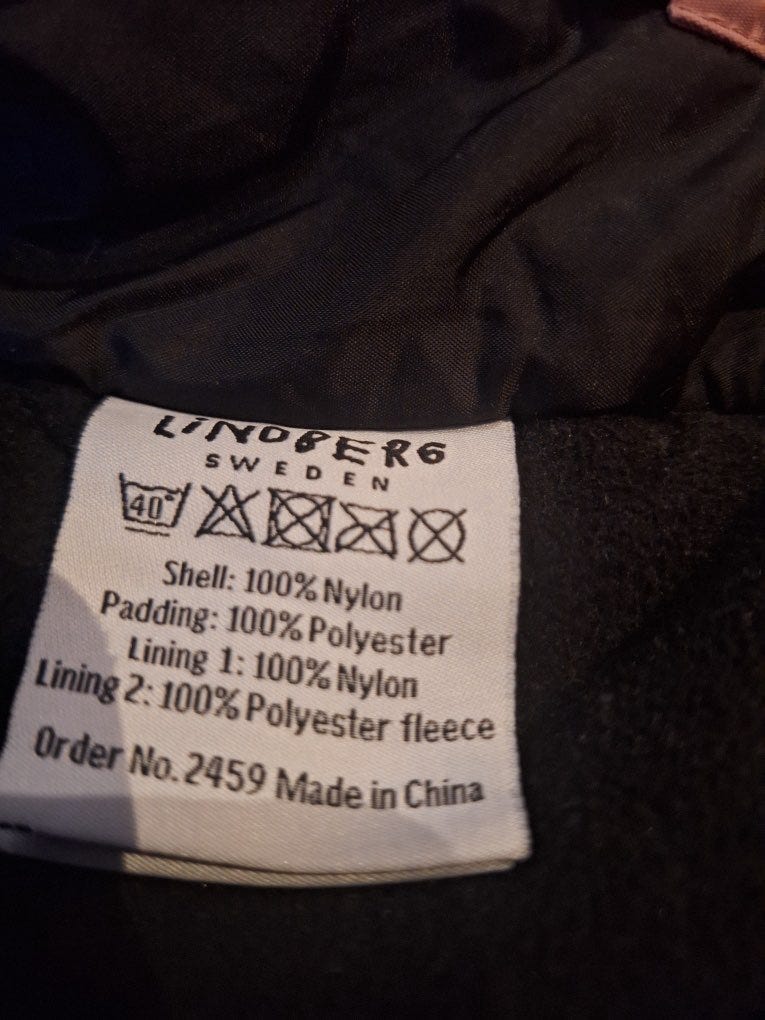 LINDBERG
SWEDEN
40°
Shell: 100% Nylon
Padding: 100% Polyester
Lining 1: 100% Nylon
Lining 2: 100% Polyester fleece
Order No. 2459 Made in China